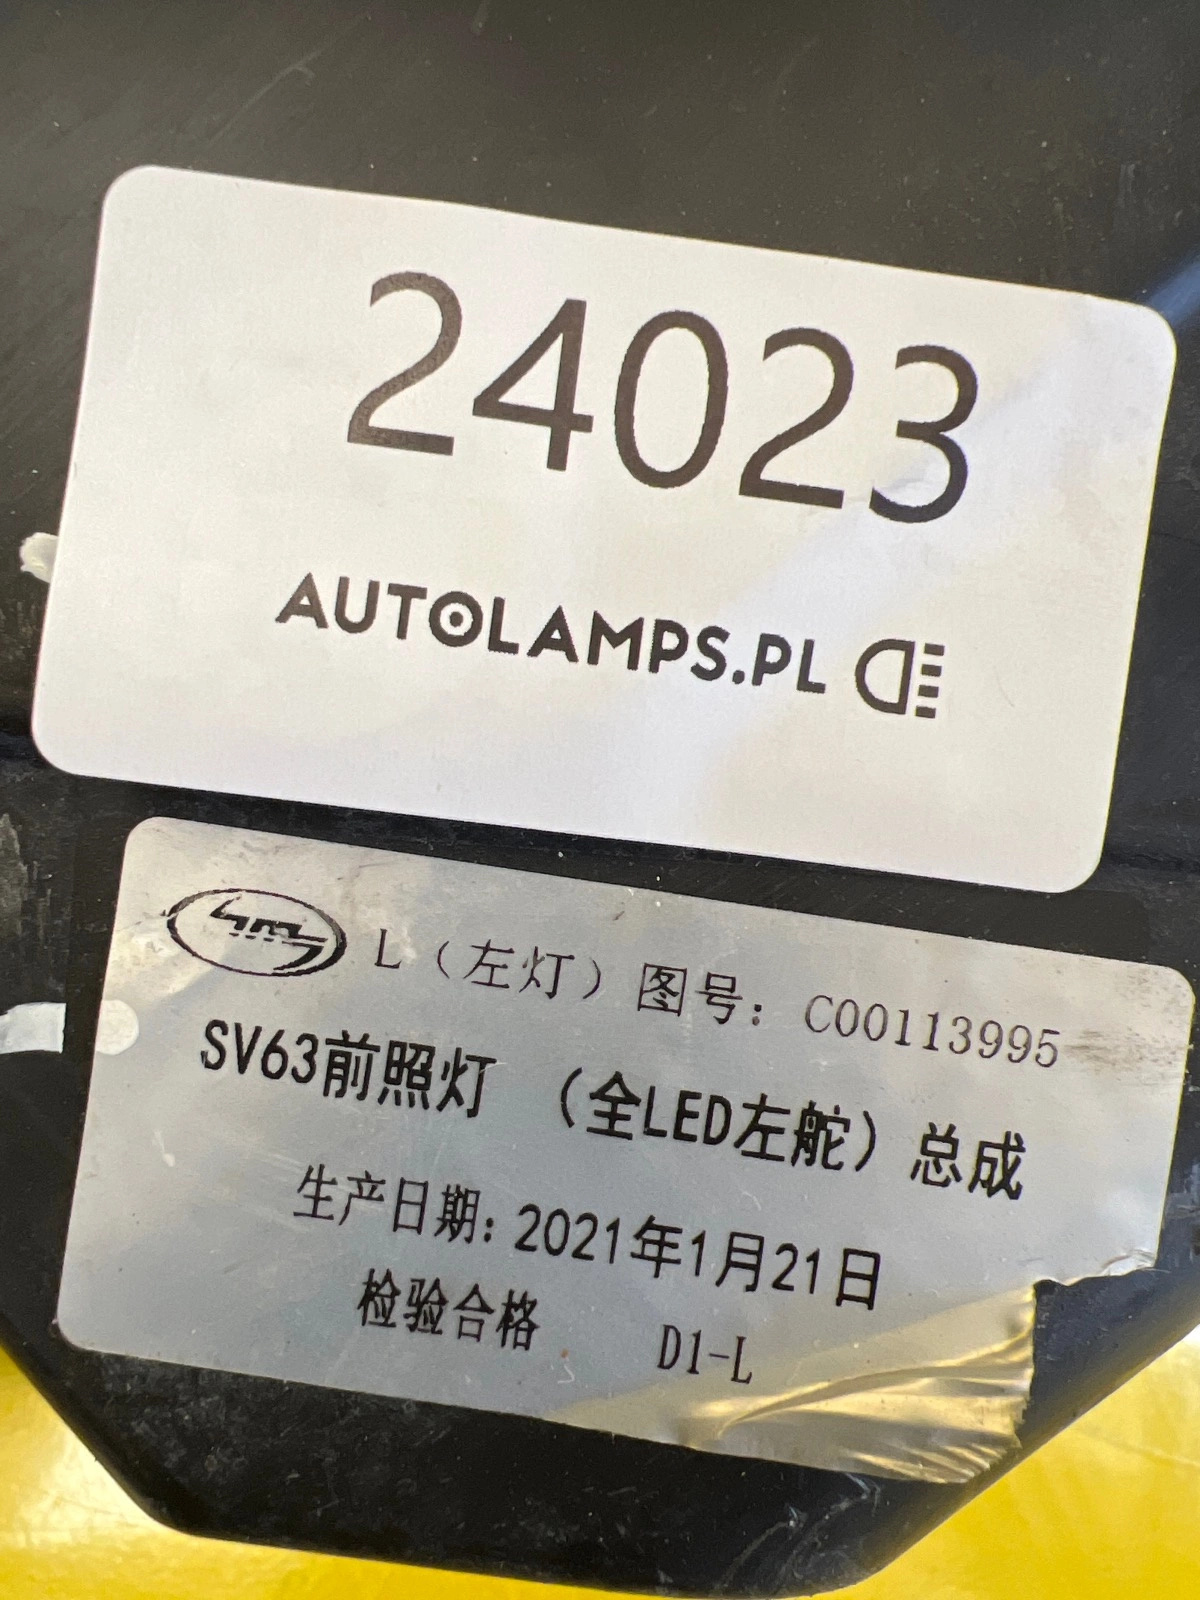 24023
AUTOLAMPS.PL
L（左灯）图号：C00113995
SV63前照灯 （全LED左舵）总成
生产日期：2021年1月21日
检验合格 D1-L